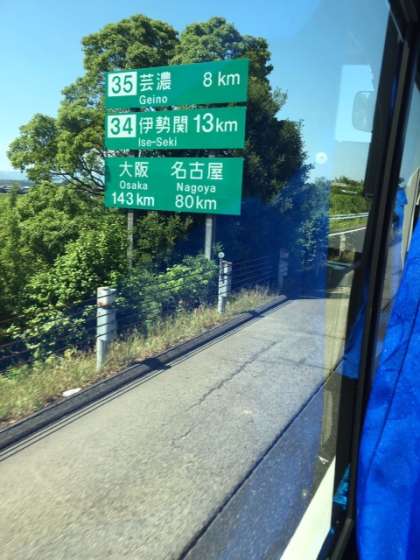 35 芸濃 8 km
Geino
34 伊勢関 13 km
Ise-Seki
大阪 名古屋
Osaka Nagoya
143 km 80 km